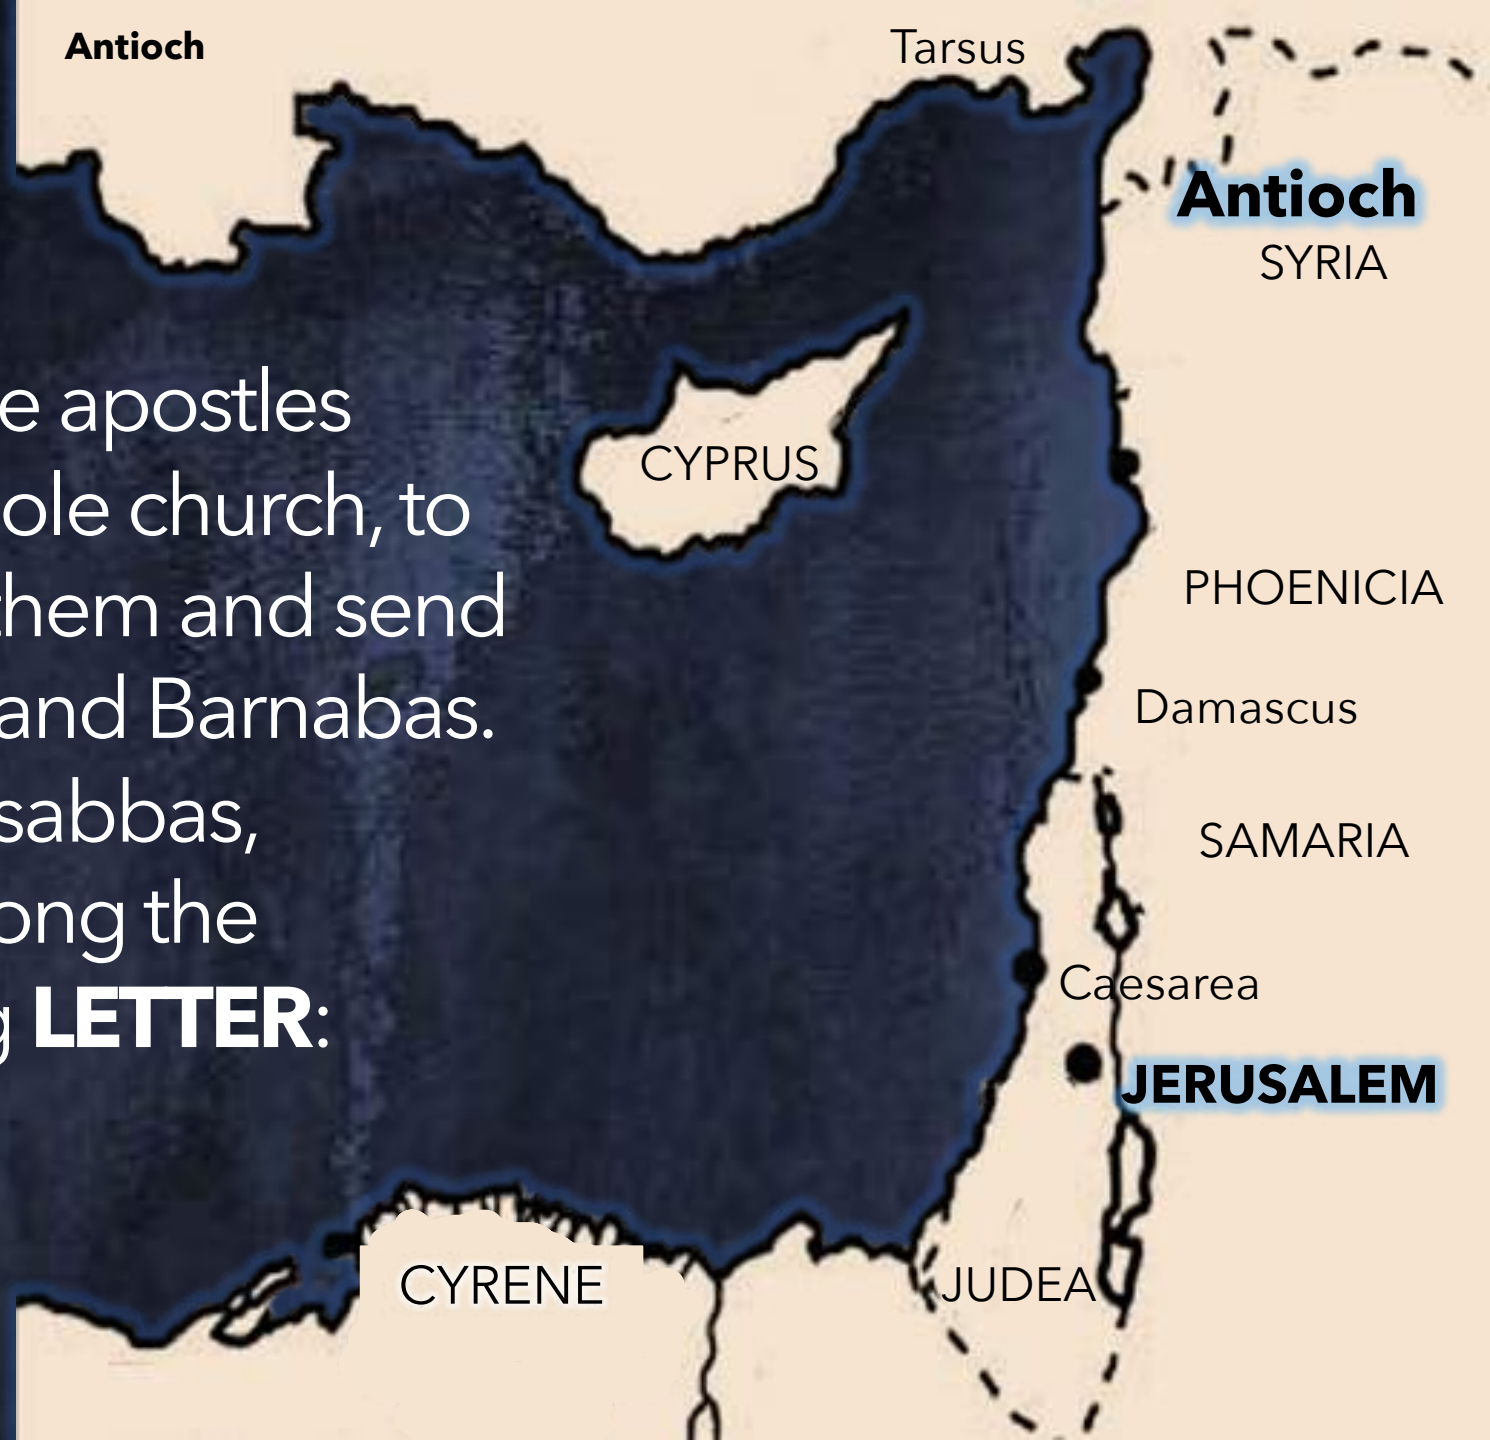 Antioch
Tarsus
Antioch
SYRIA
e apostles
CYPRUS
ole church, to
PHOENICIA
them and send
and Barnabas.
Damascus
sabbas,
SAMARIA
ong the
Caesarea
g LETTER:
JERUSALEM
CYRENE
JUDEA